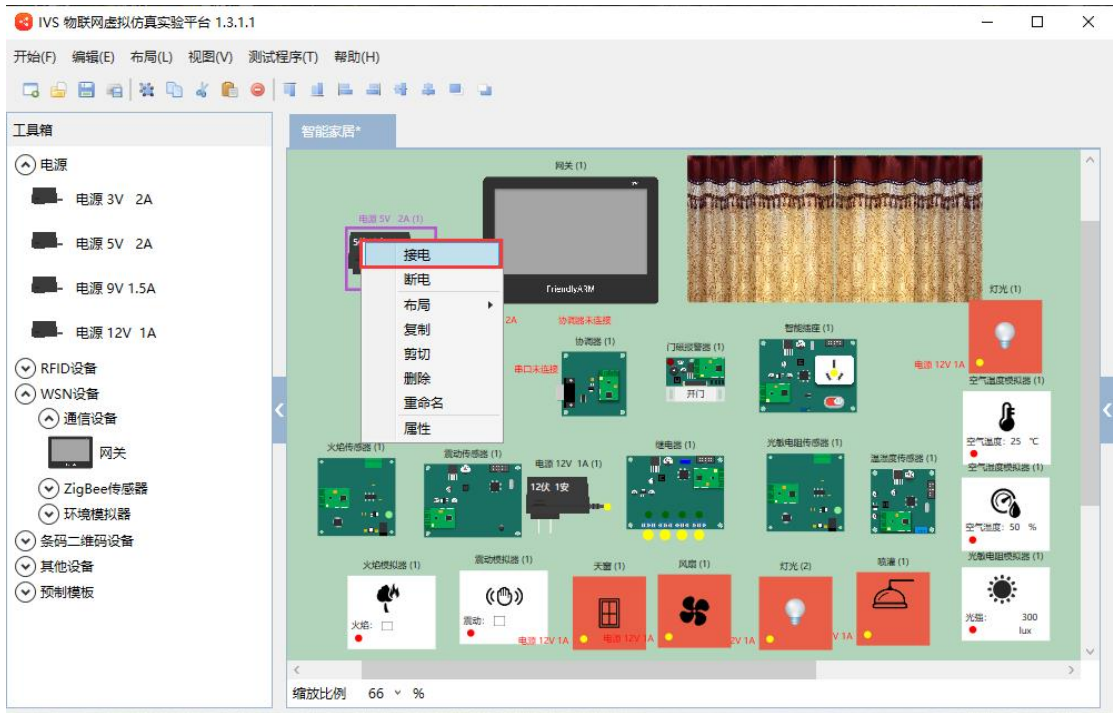 IVS 物联网虚拟仿真实验平台 1.3.1.1
开始(F) 编辑(E) 布局(L) 视图(V) 测试程序(T) 帮助(H)
工具箱
电源
电源 3V 2A
电源 5V 2A
电源 9V 1.5A
电源 12V 1A
RFID设备
WSN设备
通信设备
网关
ZigBee传感器
环境模拟器
条码二维码设备
其他设备
预制模板
智能家居*
网关 (1)
电源 5V 2A (1)
5
接电
断电
布局
复制
剪切
删除
重命名
属性
FriendlyARM
2A
协调器未连接
灯光 (1)
协调器 (1)
门磁报警器 (1)
智能插座 (1)
串口未连接
开门
电源 12V 1A
空气温度模拟器 (1)
空气温度: 25 ℃
火焰传感器 (1)
震动传感器 (1)
电源 12V 1A (1)
12伏 1安
继电器 (1)
光敏电阻传感器 (1)
温湿度传感器 (1)
空气湿度模拟器 (1)
空气湿度: 50 %
火焰模拟器 (1)
震动模拟器 (1)
天窗 (1)
风扇 (1)
灯光 (2)
喷灌 (1)
光敏电阻模拟器 (1)
火焰:
震动:
电源 12V 1A
电源 12V 1A
2V 1A
V 1A
光强: 300
lux
缩放比例 66 %